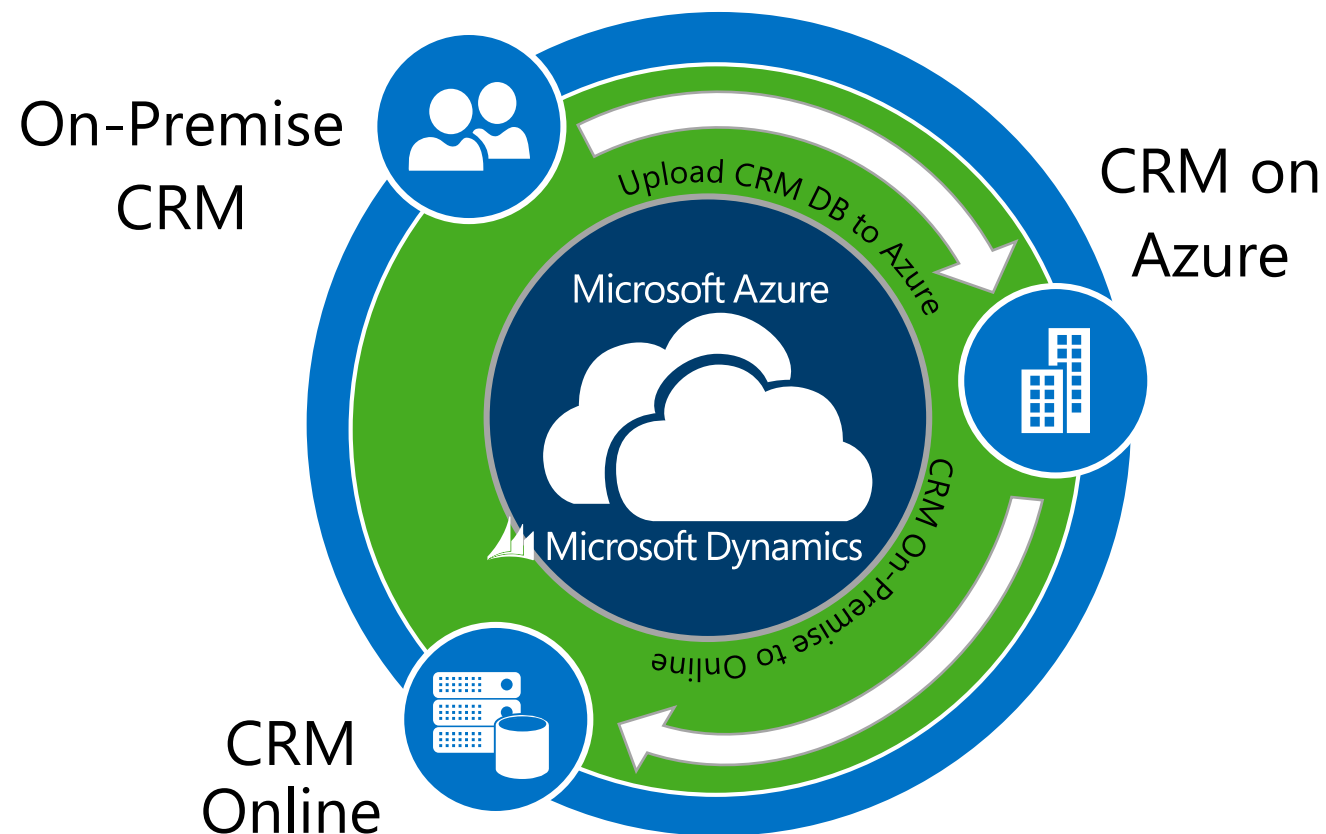 On-Premise
CRM
Upload CRM DB to Azure
CRM on
Azure
Microsoft Azure
Microsoft Dynamics
CRM On-Premise to Online
CRM
Online